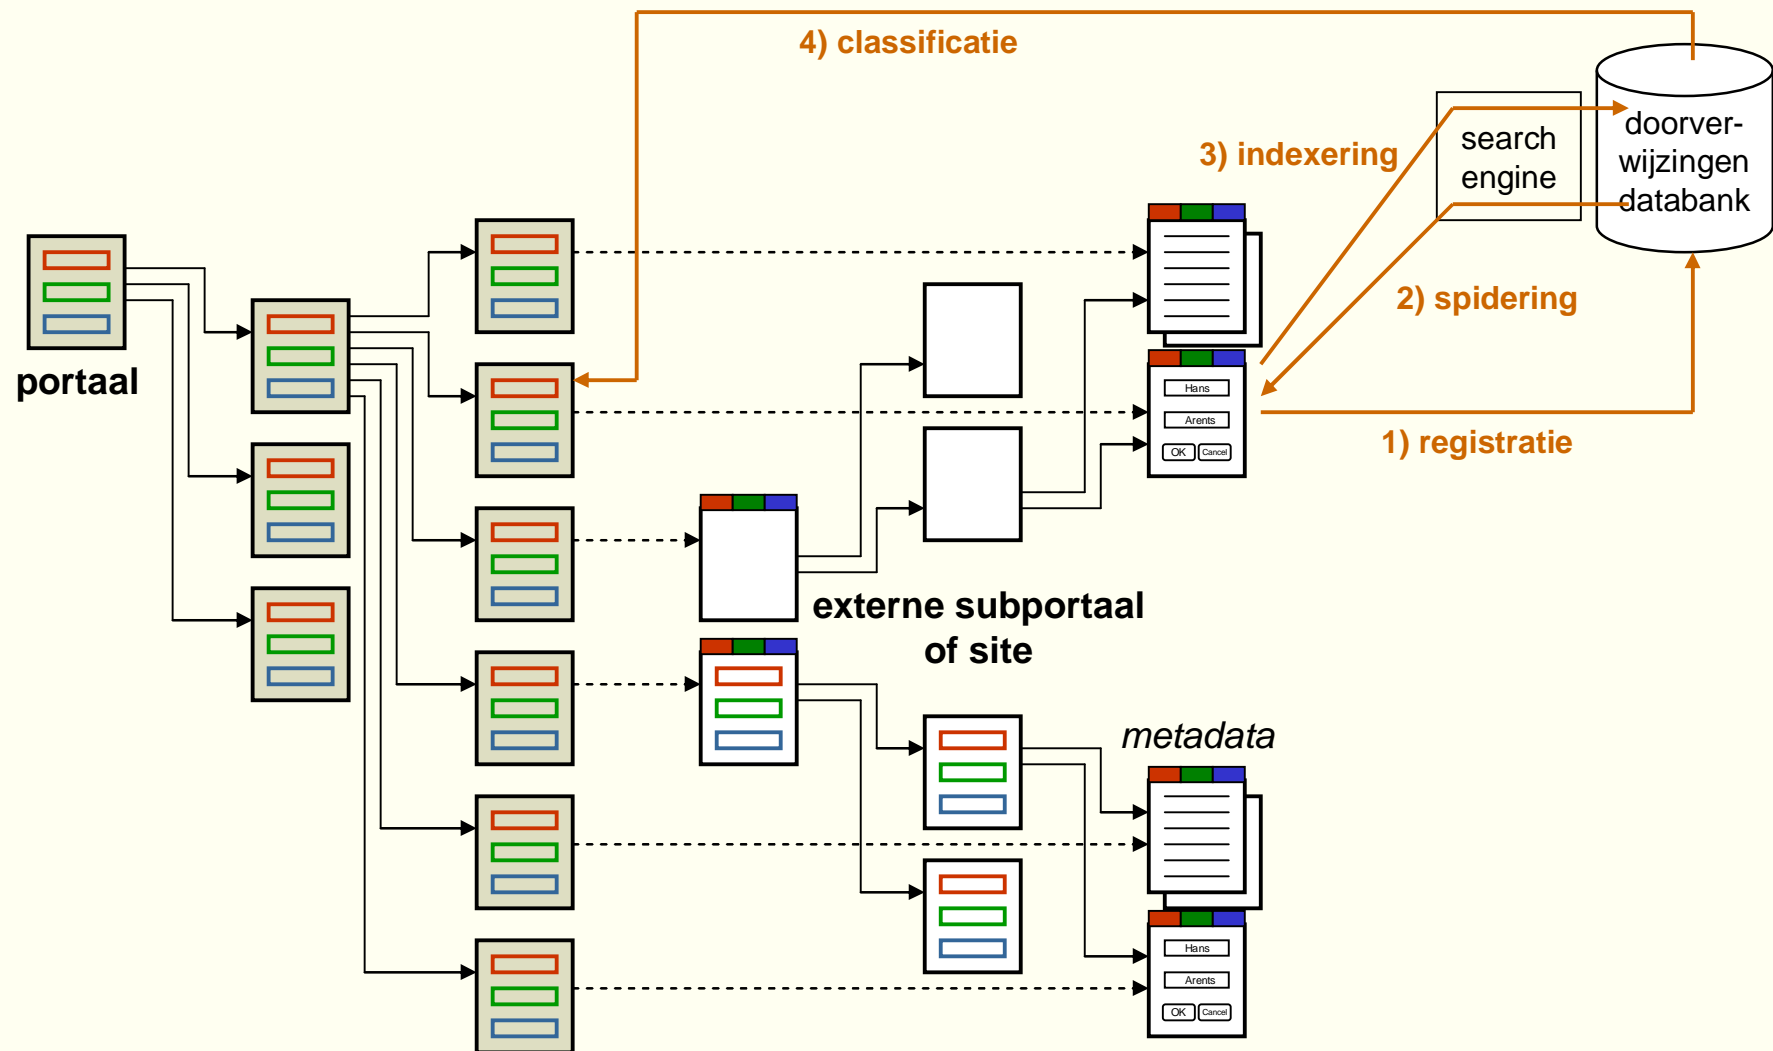 4) classificatie
doorver-
wijzingen
databank
search
engine
3) indexering
2) spidering
portaal
Hans
Arents
OK
Cancel
1) registratie
externe subportaal
of site
metadata
Hans
Arents
OK
Cancel